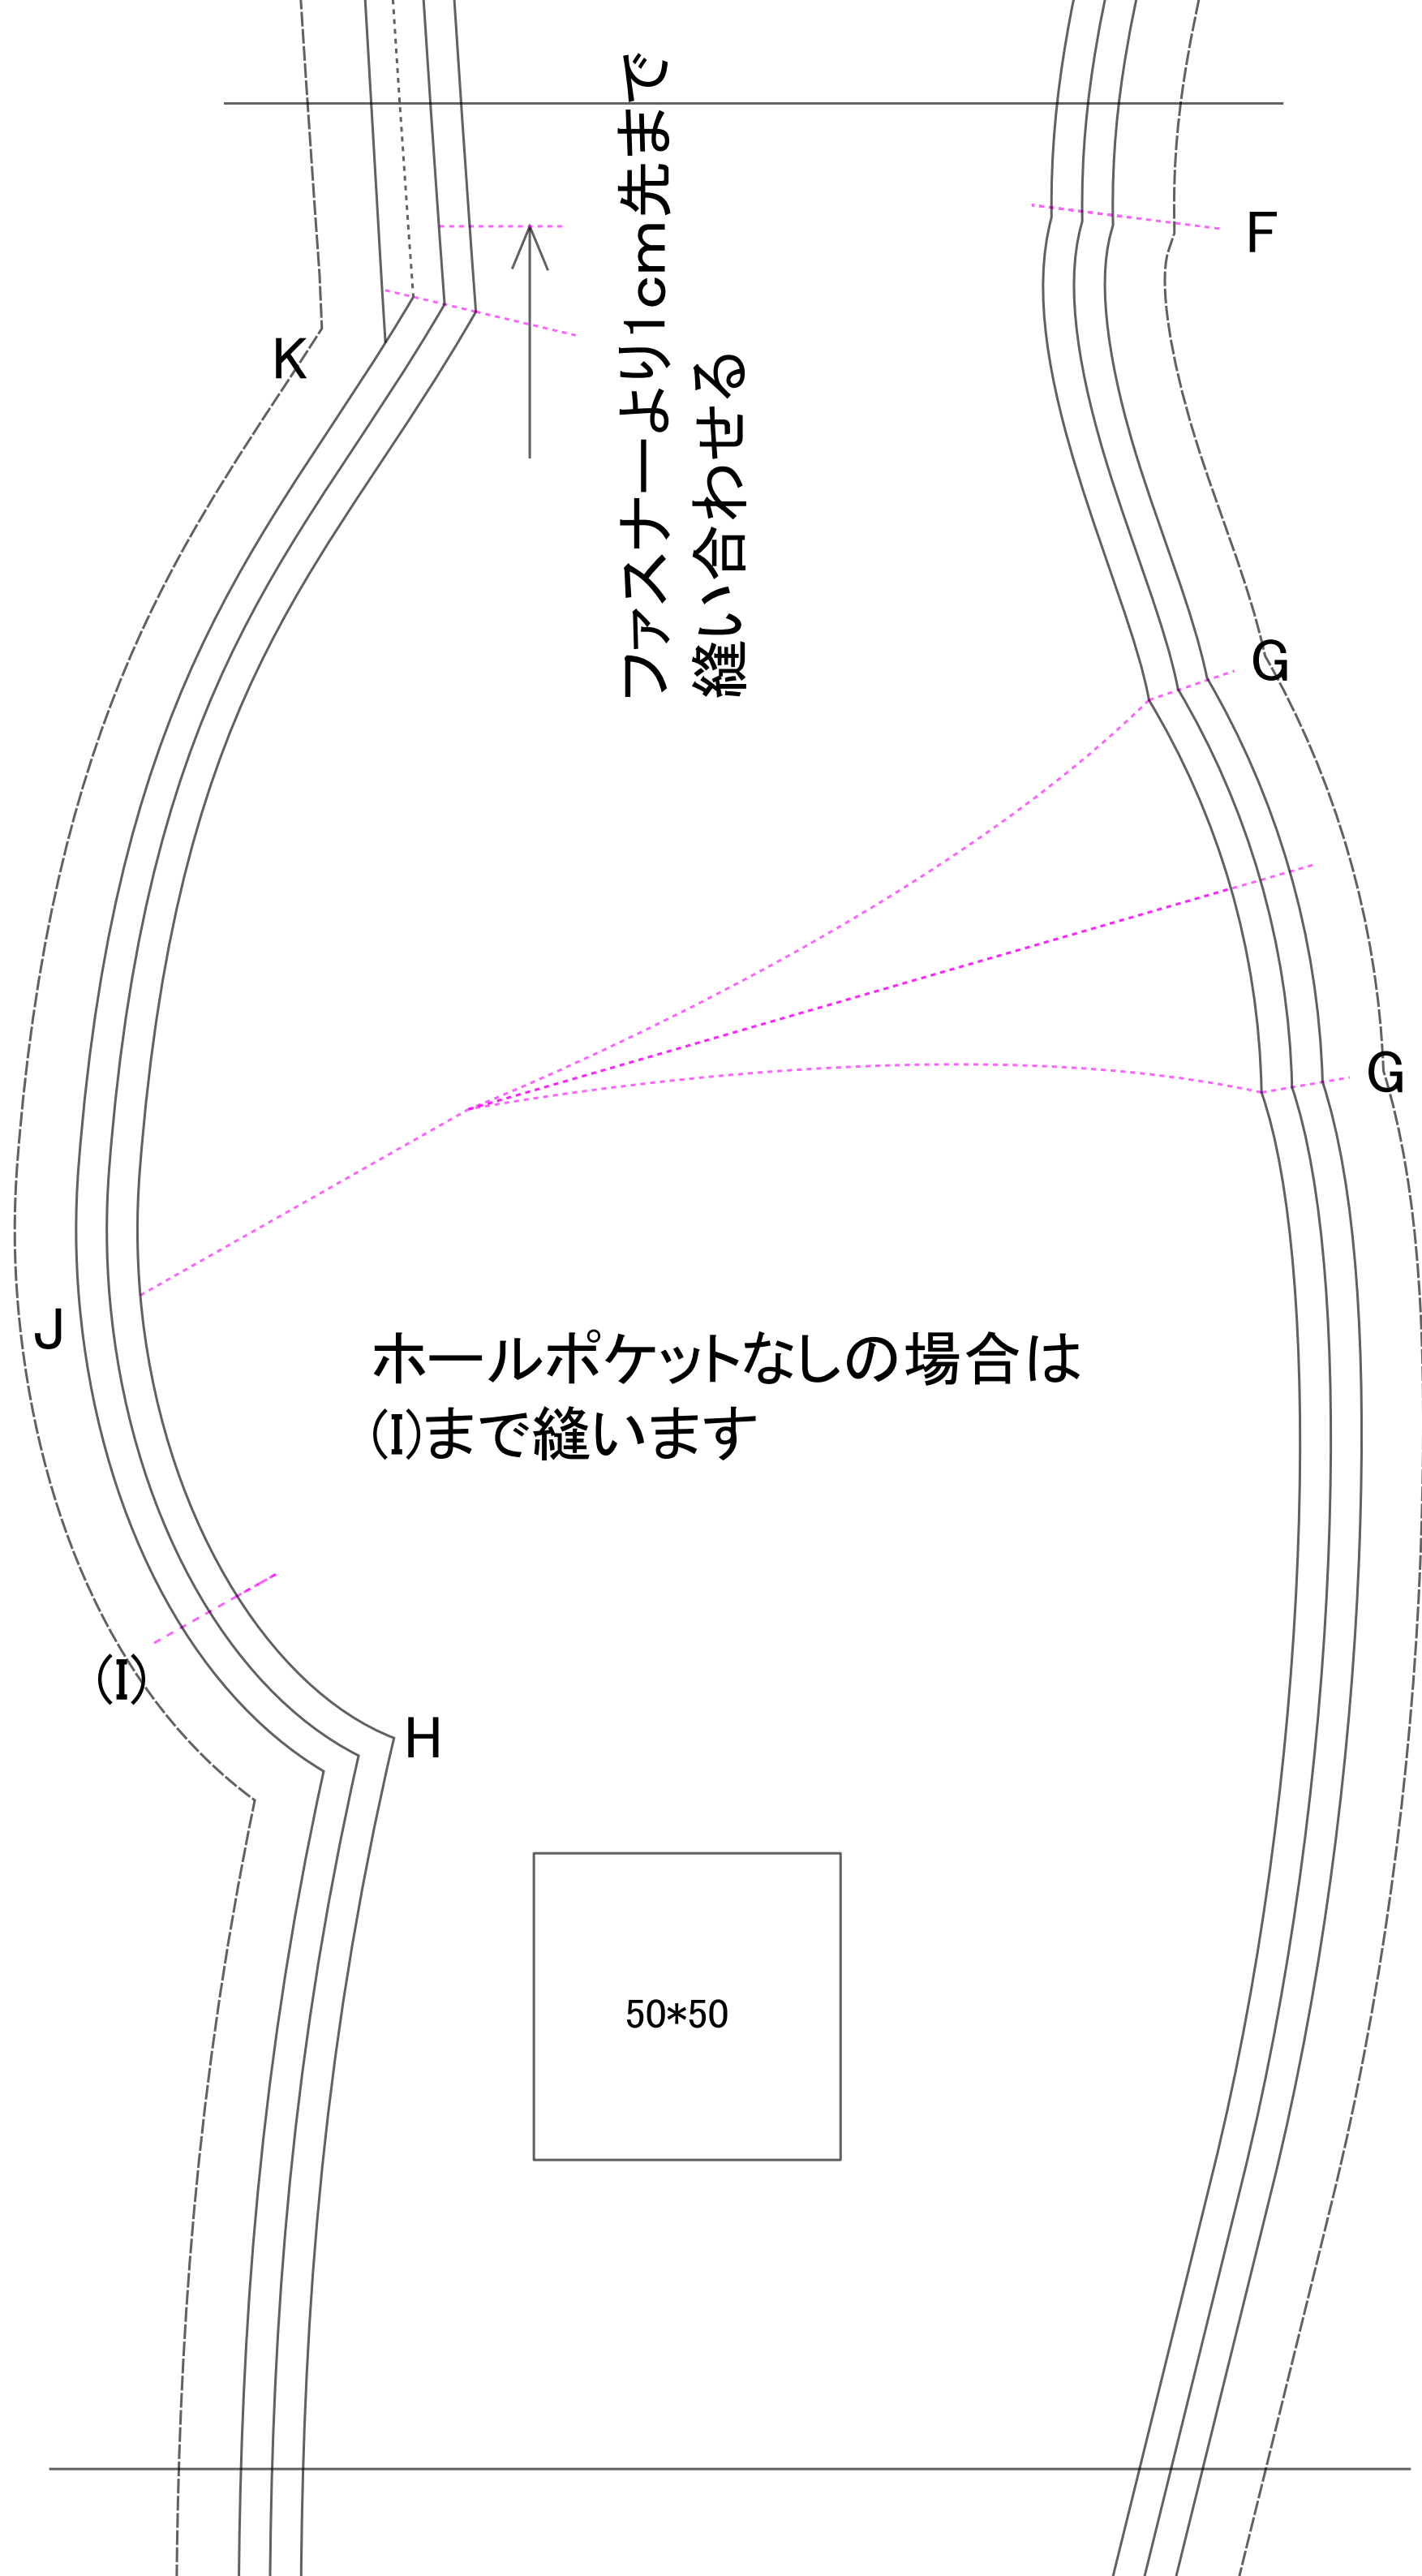 ファスナーより1cm先まで
縫い合わせる
F
K
G
G
J
ホールポケットなしの場合は
(I)まで縫います
(I)
H
50*50